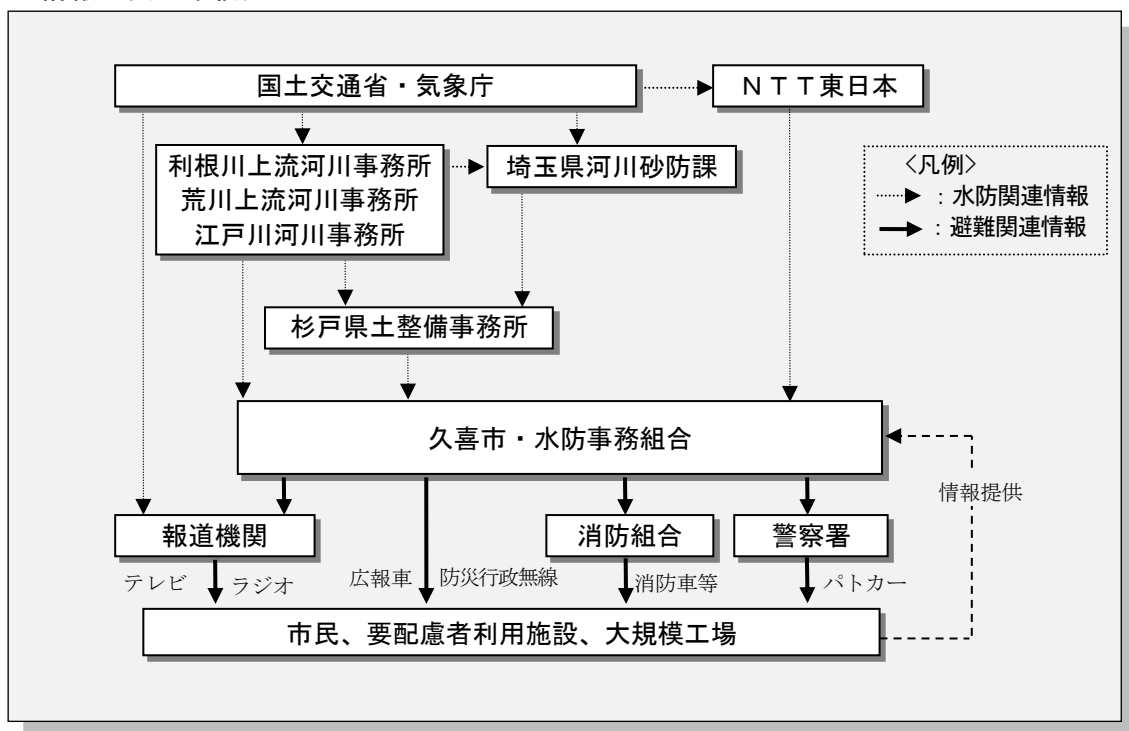 国土交通省・気象庁
ＮＴＴ東日本
利根川上流河川事務所
荒川上流河川事務所
江戸川河川事務所
埼玉県河川砂防課
〈凡例〉
：水防関連情報
：避難関連情報
杉戸県土整備事務所
久喜市・水防事務組合
情報提供
報道機関
消防組合
警察署
テレビ ラジオ 広報車 防災行政無線 消防車等 パトカー
市民、要配慮者利用施設、大規模工場